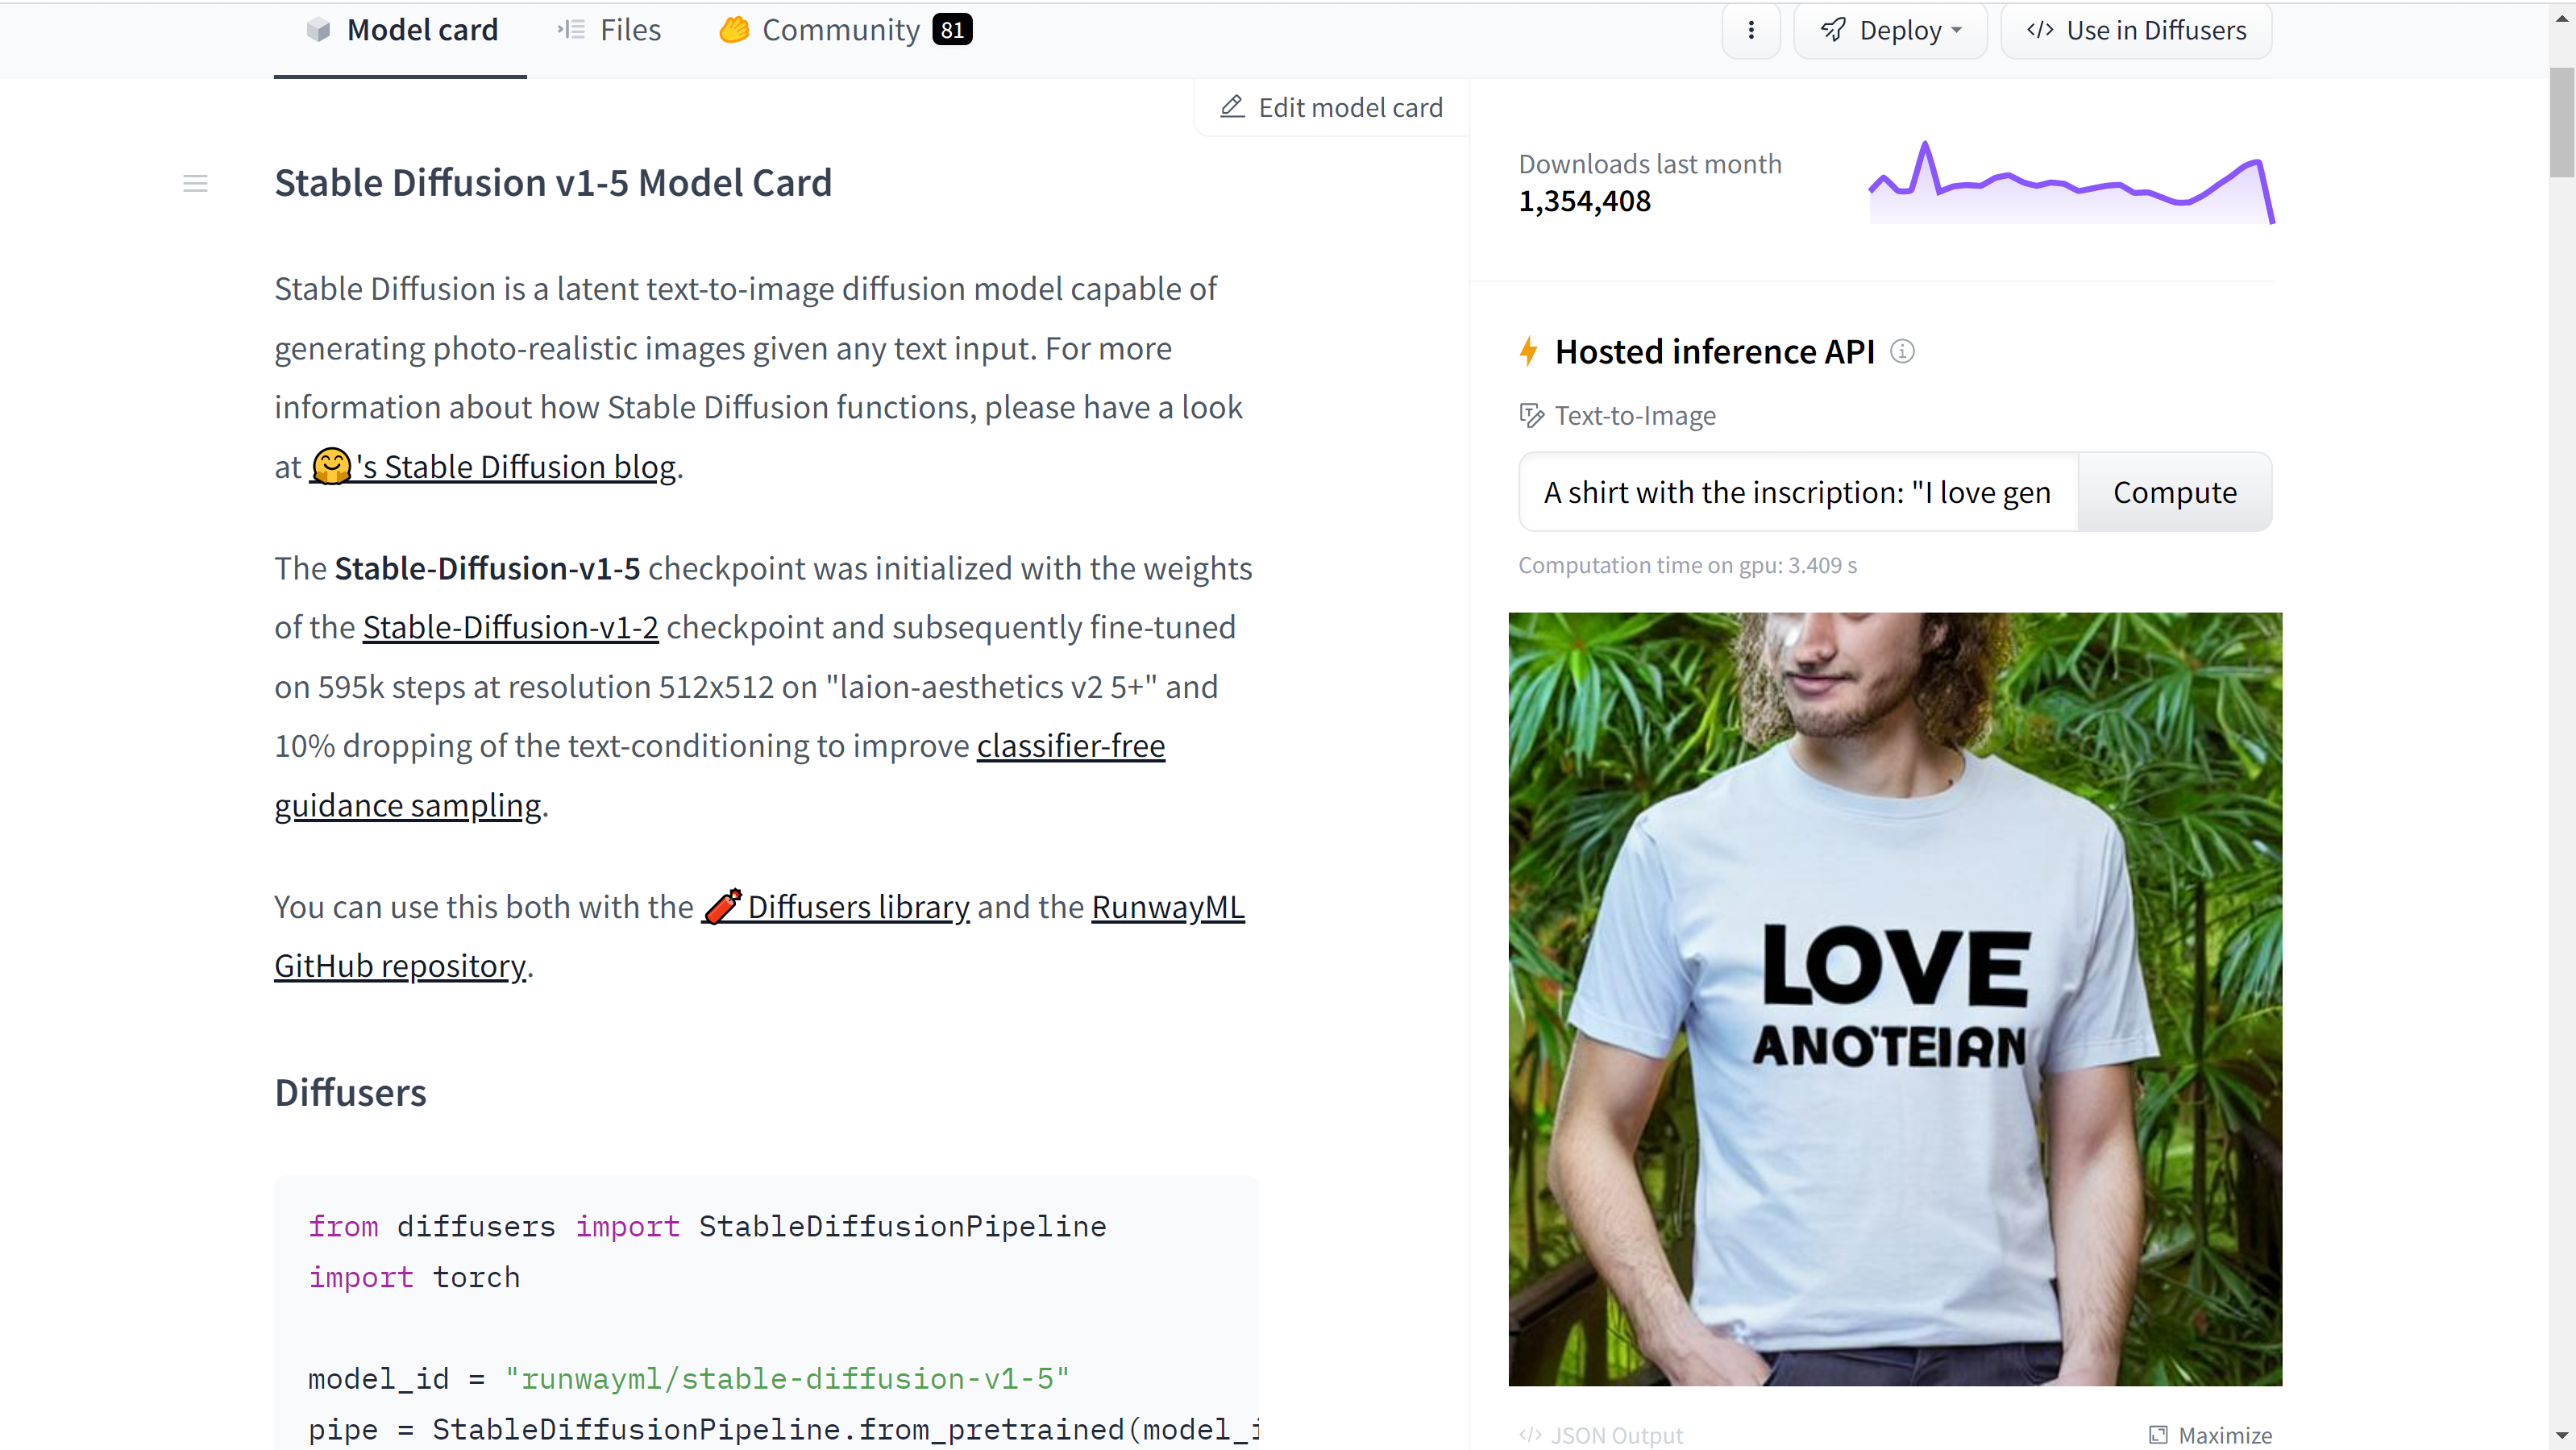 Model card
Files
Community 81
Deploy
</> Use in Diffusers
Edit model card
Stable Diffusion v1-5 Model Card
Stable Diffusion is a latent text-to-image diffusion model capable of
generating photo-realistic images given any text input. For more
information about how Stable Diffusion functions, please have a look
at 🤗's Stable Diffusion blog.
The Stable-Diffusion-v1-5 checkpoint was initialized with the weights
of the Stable-Diffusion-v1-2 checkpoint and subsequently fine-tuned
on 595k steps at resolution 512x512 on "laion-aesthetics v2 5+" and
10% dropping of the text-conditioning to improve classifier-free
guidance sampling.
You can use this both with the 🧨Diffusers library and the RunwayML
GitHub repository.
Diffusers
from diffusers import StableDiffusionPipeline
import torch
model_id = "runwayml/stable-diffusion-v1-5"
pipe = StableDiffusionPipeline.from_pretrained(model_i
Downloads last month
1,354,408
Hosted inference API
Text-to-Image
A shirt with the inscription: "I love gen
Compute
Computation time on gpu: 3.409 s
LOVE
ANO'TEIAN
</> JSON Output
Maximize